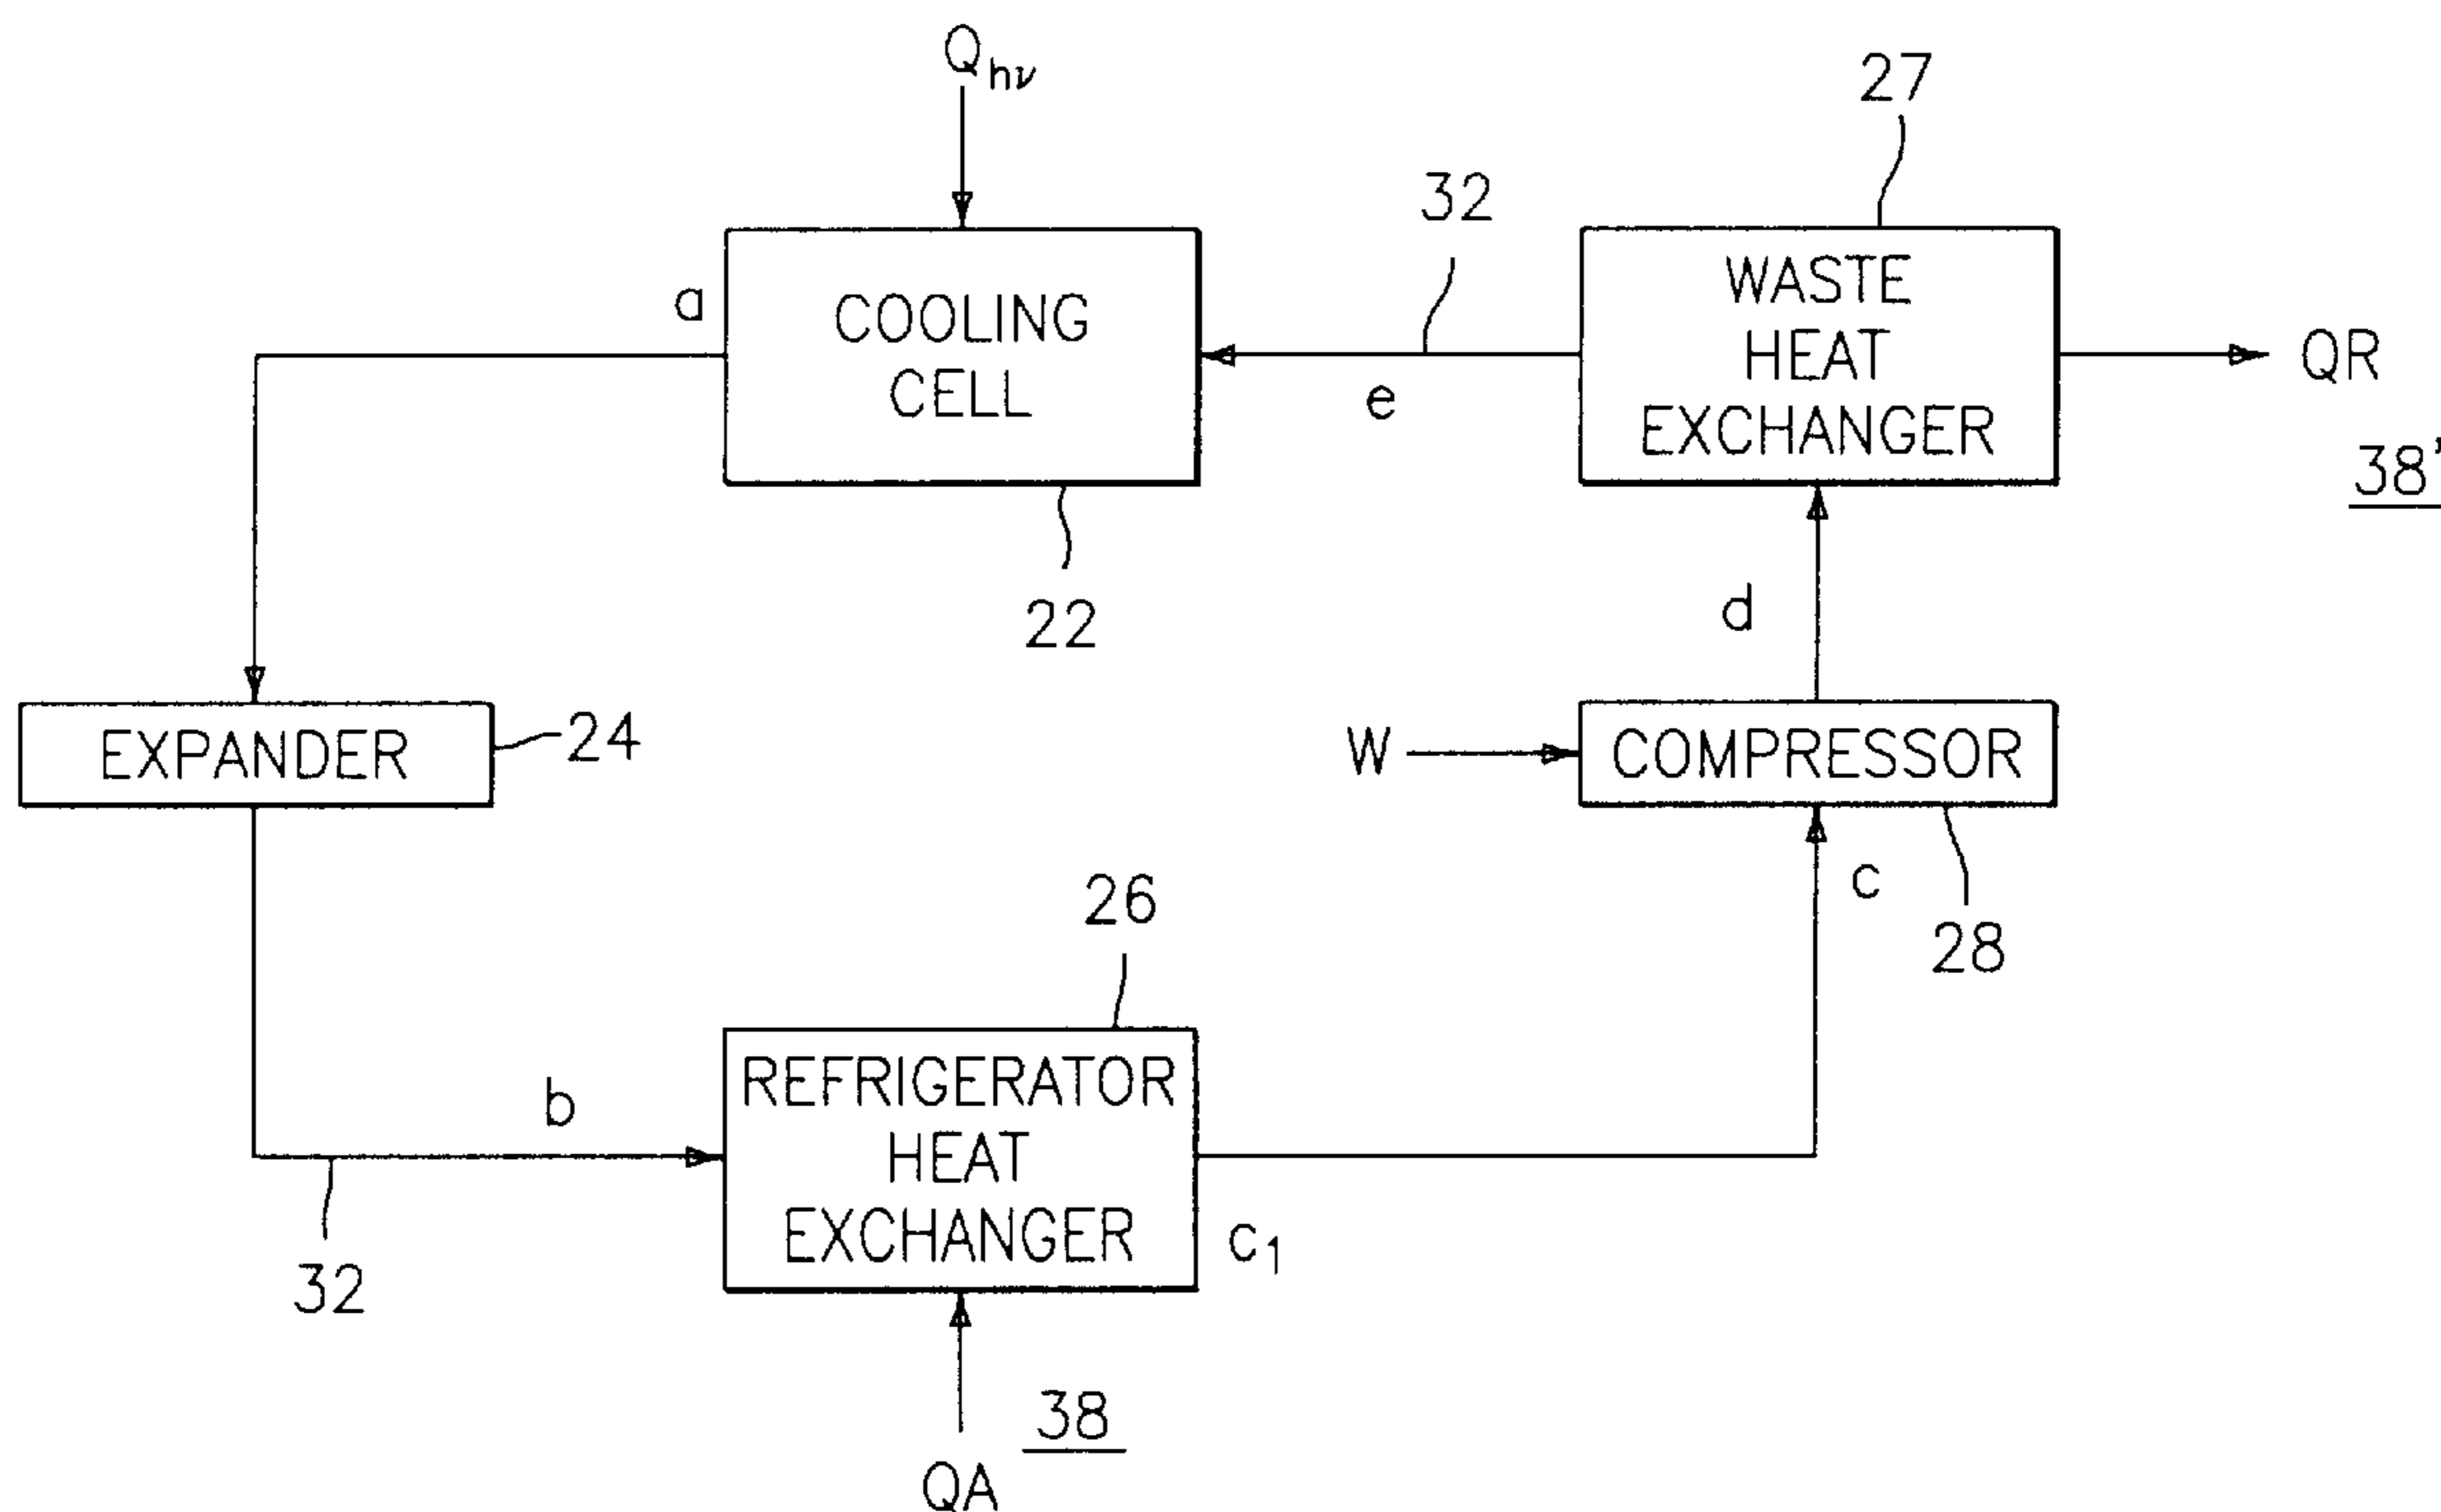 Qhν
27
32
a
COOLING
CELL
e
WASTE
HEAT
EXCHANGER
QR
38'
22
d
EXPANDER
24
W
COMPRESSOR
c
28
26
b
REFRIGERATOR
HEAT
EXCHANGER
c1
32
38
QA